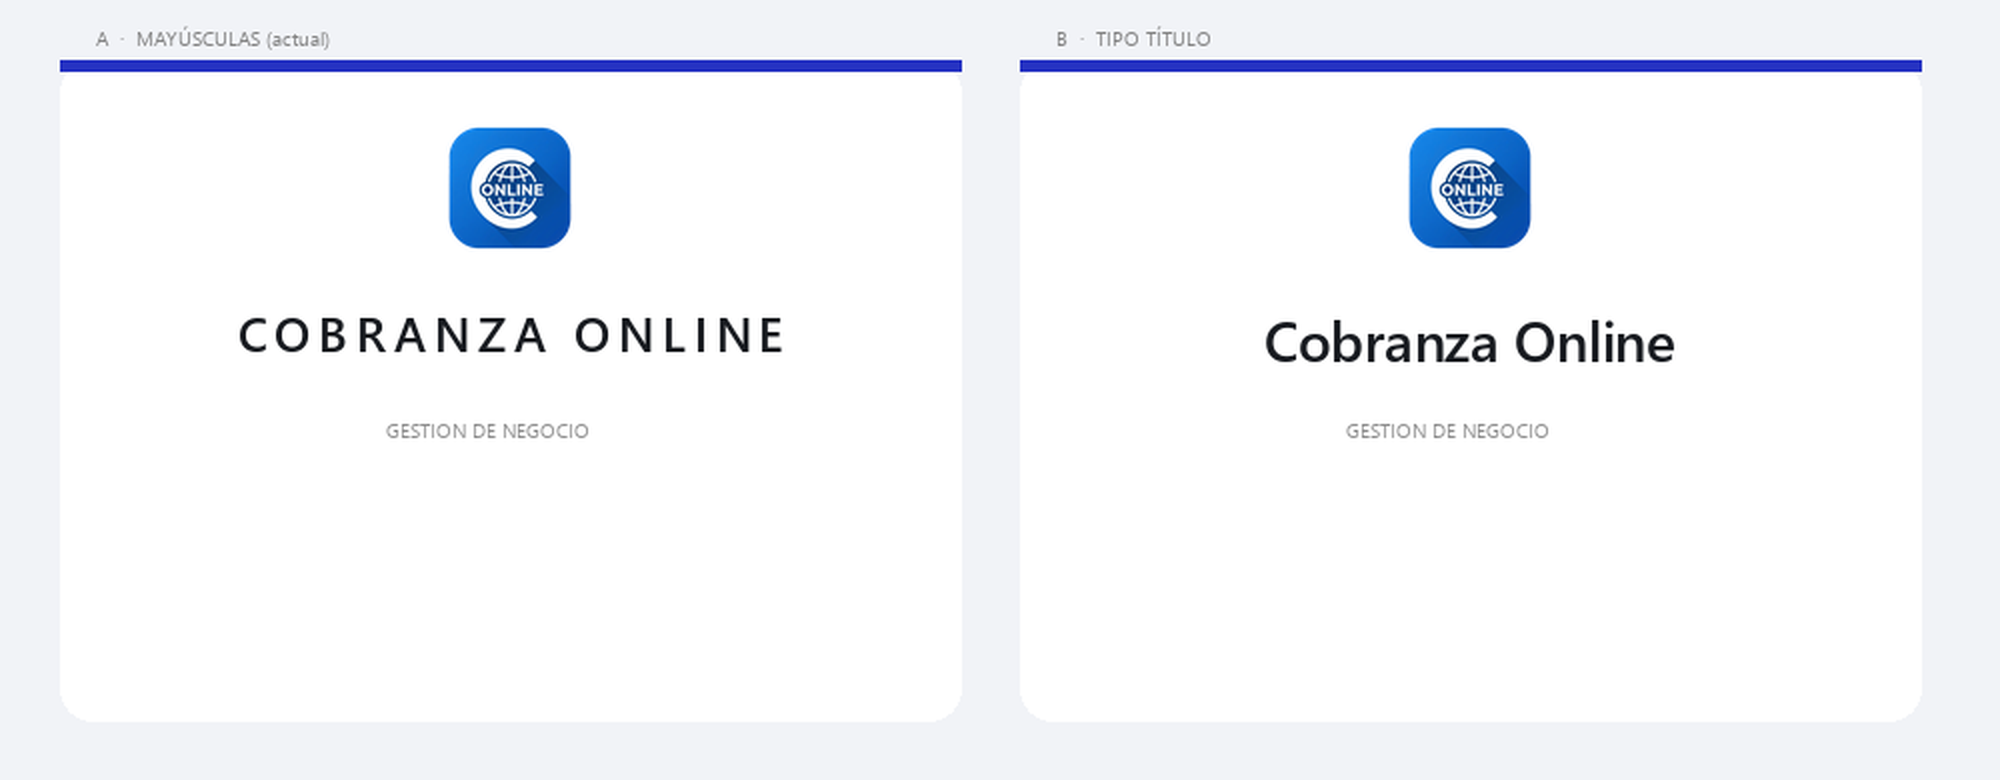 A · MAYÚSCULAS (actual)
ONLINE
COBRANZA ONLINE
GESTION DE NEGOCIO
B · TIPO TÍTULO
ONLINE
Cobranza Online
GESTION DE NEGOCIO